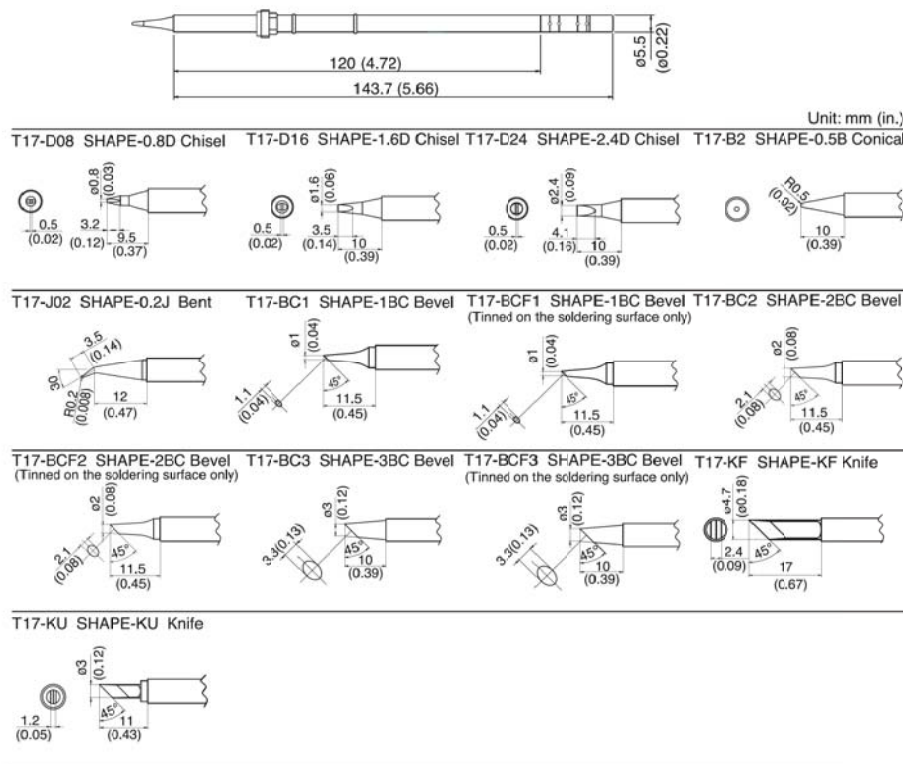 120 (4.72)
143.7 (5.66)
ø5.5
(ø0.22)
Unit: mm (in.)
T17-D08 SHAPE-0.8D Chisel
ø0.8
(0.03)
0.5
(0.02)
3.2
(0.12)
9.5
(0.37)
T17-D16 SHAPE-1.6D Chisel
ø1.6
(0.06)
0.5
(0.02)
3.5
(0.14)
10
(0.39)
T17-D24 SHAPE-2.4D Chisel
ø2.4
(0.09)
0.5
(0.02)
(0.16)
10
(0.39)
T17-B2 SHAPE-0.5B Conical
R0.5
(0.92)
10
(0.39)
T17-J02 SHAPE-0.2J Bent
3.5
(0.14)
30
R0.2
(0.008)
12
(0.47)
T17-BC1 SHAPE-1BC Bevel
ø1
(0.04)
1.1
(0.04)
45°
11.5
(0.45)
T17-BCF1 SHAPE-1BC Bevel
(Tinned on the soldering surface only)
ø1
(0.04)
1.1
(0.04)
45°
11.5
(0.45)
T17-BC2 SHAPE-2BC Bevel
ø2
(0.08)
2.1
(0.08)
45°
11.5
(0.45)
T17-BCF2 SHAPE-2BC Bevel
(Tinned on the soldering surface only)
ø2
(0.08)
2.1
(0.08)
45°
11.5
(0.45)
T17-BC3 SHAPE-3BC Bevel
ø3
(0.12)
3.3(0.13)
45°
10
(0.39)
T17-BCF3 SHAPE-3BC Bevel
(Tinned on the soldering surface only)
ø3
(0.12)
3.3(0.13)
45°
10
(0.39)
T17-KF SHAPE-KF Knife
ø4.7
(ø0.18)
2.4
(0.09)
45°
17
(0.67)
T17-KU SHAPE-KU Knife
ø3
(0.12)
1.2
(0.05)
45°
11
(0.43)